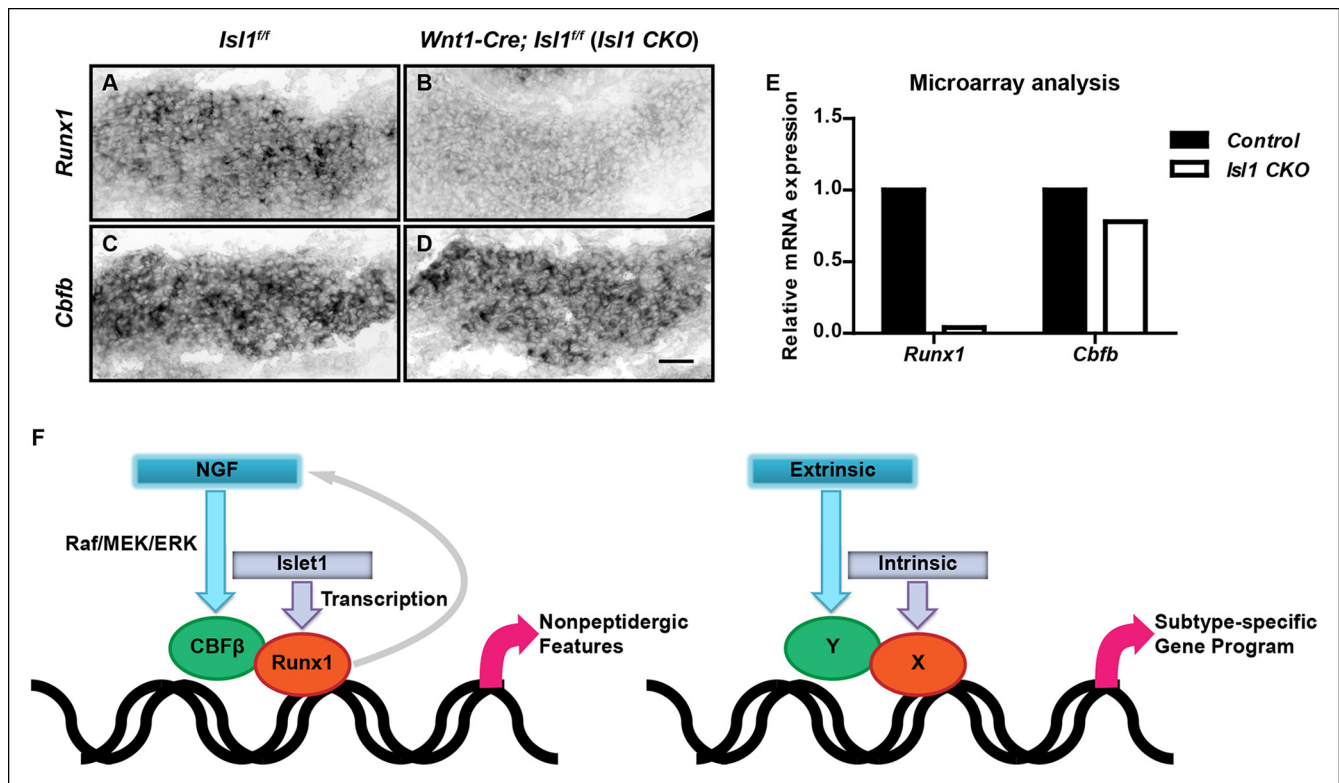 Isl1f/f
Wnt1-Cre; Isl1f/f (Isl1 CKO)
Runx1
A
B
Cbfb
C
D
E
Microarray analysis
Relative mRNA expression
1.5
1.0
0.5
0.0
Runx1
Cbfb
Control
Isl1 CKO
F
NGF
Raf/MEK/ERK
Islet1
Transcription
CBFβ
Runx1
Nonpeptidergic
Features
Extrinsic
Intrinsic
Y
X
Subtype-specific
Gene Program